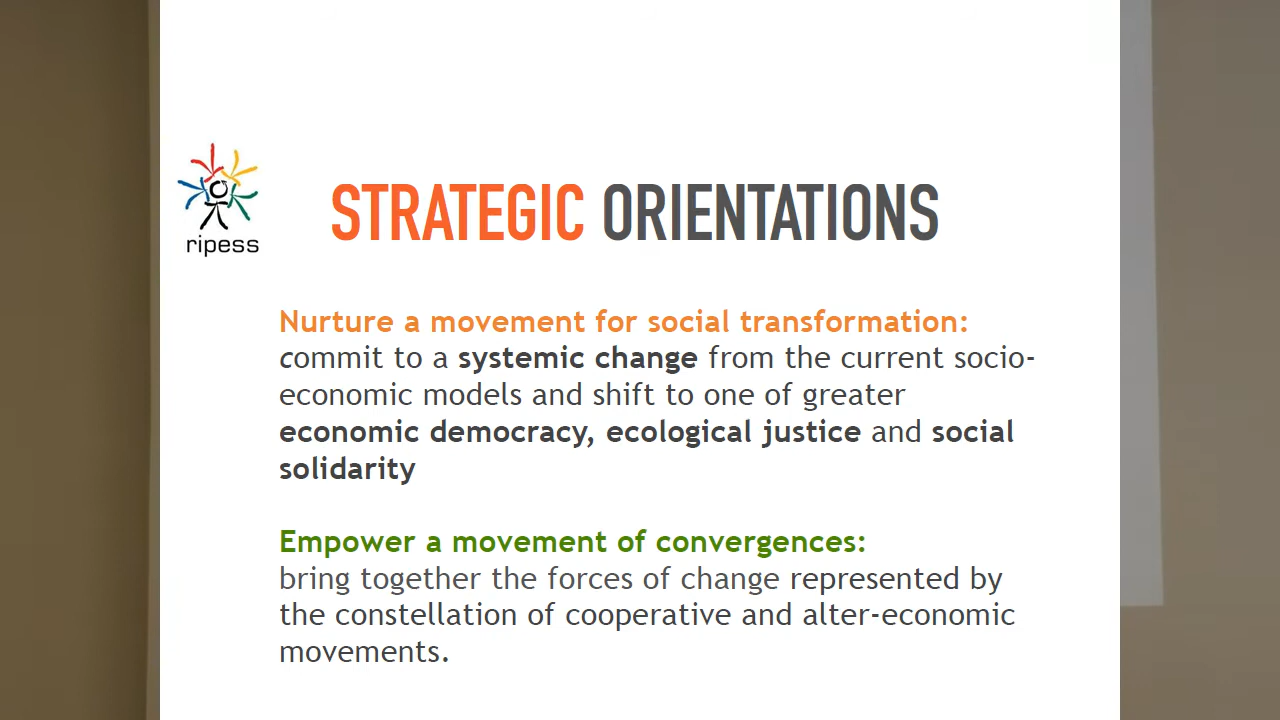 ripess
STRATEGIC ORIENTATIONS
Nurture a movement for social transformation:
commit to a systemic change from the current socio-
economic models and shift to one of greater
economic democracy, ecological justice and social
solidarity
Empower a movement of convergences:
bring together the forces of change represented by
the constellation of cooperative and alter-economic
movements.